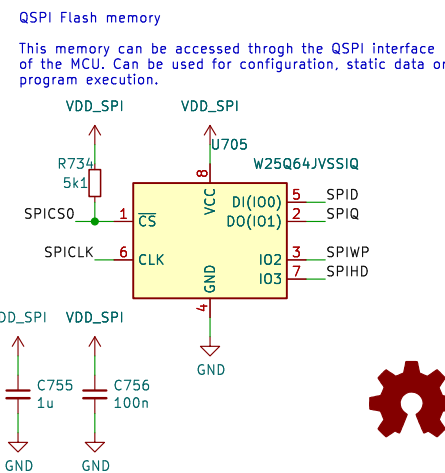 QSPI Flash memory
This memory can be accessed throgh the QSPI interface
of the MCU. Can be used for configuration, static data or
program execution.
VDD_SPI
VDD_SPI
U705
R734
5k1
W25Q64JVSSIQ
8
VCC
SPICS0
1
CS
DI(IO0)
5
SPID
DO(IO1)
2
SPIQ
SPICLK
6
CLK
IO2
3
SPIWP
IO3
7
SPIHD
GND
4
GND
DD_SPI
VDD_SPI
C755
1u
C756
100n
GND
GND